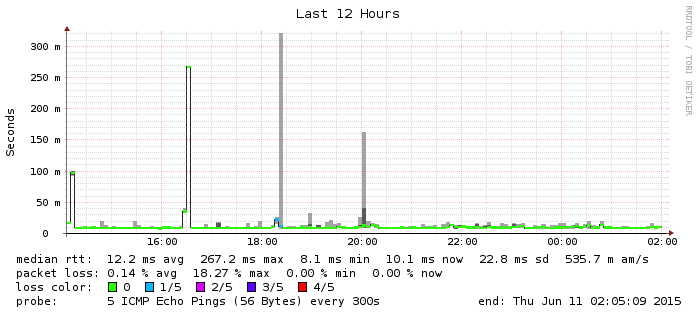 Last 12 Hours
RRDTOOL / TOBI OETIKER
Seconds
300 m
250 m
200 m
150 m
100 m
50 m
0
16:00 18:00 20:00 22:00 00:00 02:00
median rtt: 12.2 ms avg 267.2 ms max 8.1 ms min 10.1 ms now 22.8 ms sd 535.7 m am/s
packet loss: 0.14 % avg 18.27 % max 0.00 % min 0.00 % now
loss color: 0 1/5 2/5 3/5 4/5
probe: 5 ICMP Echo Pings (56 Bytes) every 300s end: Thu Jun 11 02:05:09 2015